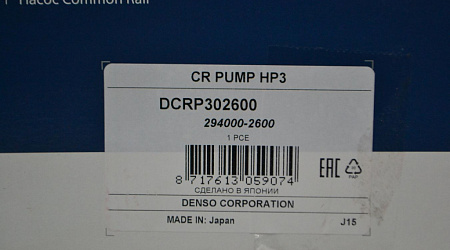 Насос Common Rail
CR PUMP HP3
DCRP302600
294000-2600
1 PCE
8 717613 059074
EAC
PAP
СДЕЛАНО В ЯПОНИИ
DENSO CORPORATION
MADE IN: Japan J15